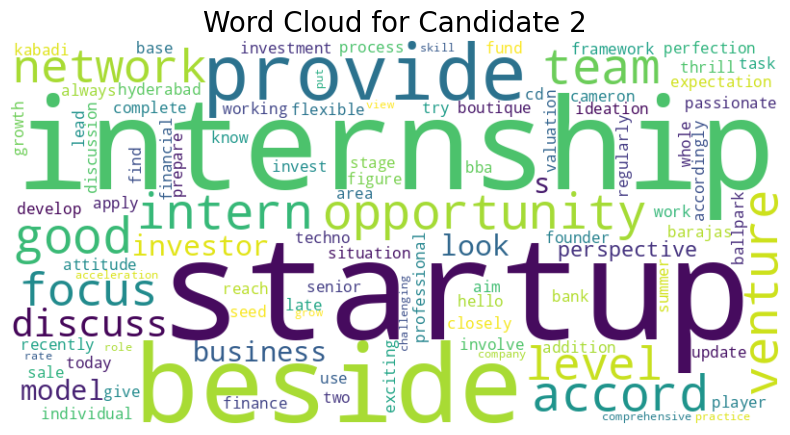 Word Cloud for Candidate 2
kabadi base investment process skill fund framework perfection
network provide team thrill task
always hyderabad put view expectation
complete working flexible try boutique cd cameron ideation passionate
internship
growth lead discussion know find financial prepare invest stage figure bba valuation regularly whole accordingly
develop apply intern area opportunity s work barajas ballpark
good investor techno situation look founder perspective venture
attitude acceleration reach senior professional aim hello bank summer
focus startup
seed grow late challenging closely
discuss recently today business exciting involve company addition update
rate role sale give beside use two level
model individual finance accord player
comprehensive practice